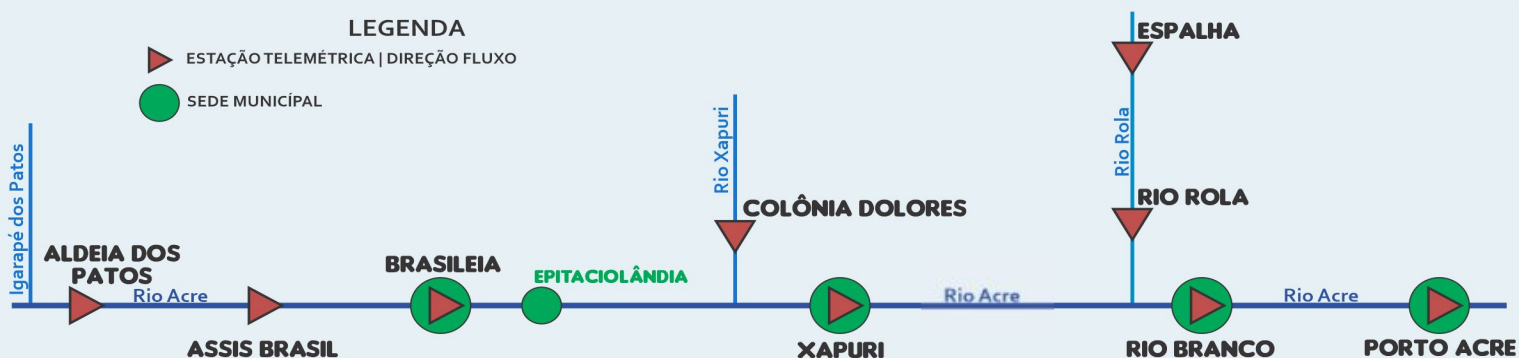 LEGENDA
ESTAÇÃO TELEMÉTRICA | DIREÇÃO FLUXO
SEDE MUNICÍPAL
Igarapé dos Patos
ALDEIA DOS
PATOS
Rio Acre
ASSIS BRASIL
BRASILEIA
EPITACIOLÂNDIA
Rio Xapuri
COLÔNIA DOLORES
XAPURI
Rio Acre
ESPALHA
Rio Rola
RIO ROLA
RIO BRANCO
Rio Acre
PORTO ACRE